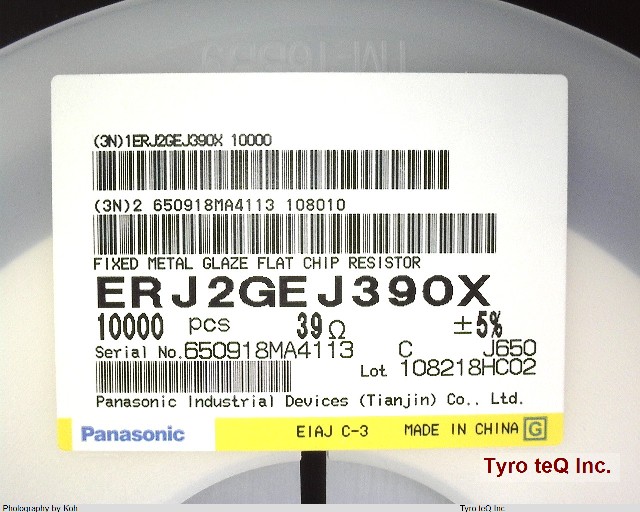 (3N)1ERJ2GEJ390X 10000
(3N)2 650918MA4113 108010
FIXED METAL GLAZE FLAT CHIP RESISTOR
ERJ2GEJ390X
10000 pcs 39Ω ±5%
Serial No.650918MA4113 C J650
Lot 108218HC02
Panasonic Industrial Devices (Tianjin) Co., Ltd.
Panasonic EIAJ C-3 MADE IN CHINA G
Tyro teQ Inc.
Photography by Koh Tyro teQ Inc